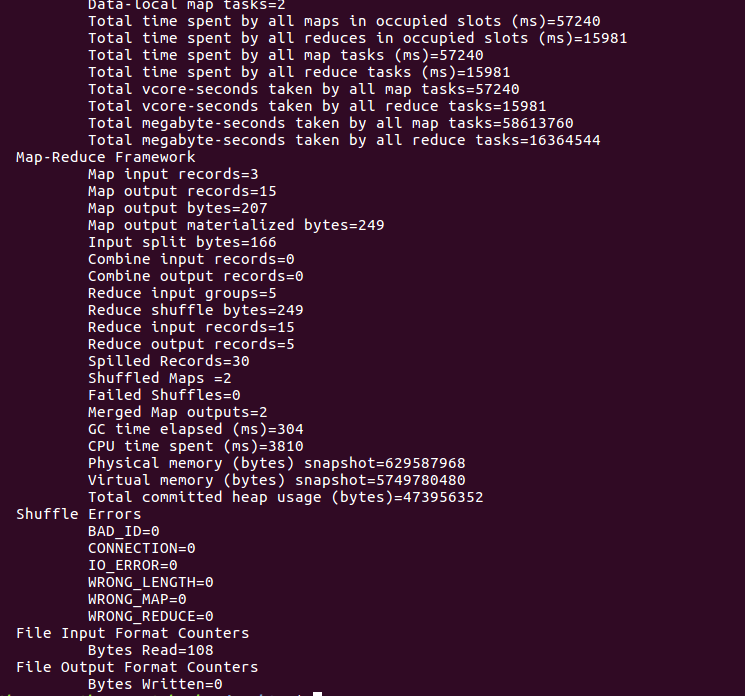 Data-local map tasks=2
Total time spent by all maps in occupied slots (ms)=57240
Total time spent by all reduces in occupied slots (ms)=15981
Total time spent by all map tasks (ms)=57240
Total time spent by all reduce tasks (ms)=15981
Total vcore-seconds taken by all map tasks=57240
Total vcore-seconds taken by all reduce tasks=15981
Total megabyte-seconds taken by all map tasks=58613760
Total megabyte-seconds taken by all reduce tasks=16364544
Map-Reduce Framework
Map input records=3
Map output records=15
Map output bytes=207
Map output materialized bytes=249
Input split bytes=166
Combine input records=0
Combine output records=0
Reduce input groups=5
Reduce shuffle bytes=249
Reduce input records=15
Reduce output records=5
Spilled Records=30
Shuffled Maps =2
Failed Shuffles=0
Merged Map outputs=2
GC time elapsed (ms)=304
CPU time spent (ms)=3810
Physical memory (bytes) snapshot=629587968
Virtual memory (bytes) snapshot=5749780480
Total committed heap usage (bytes)=473956352
Shuffle Errors
BAD_ID=0
CONNECTION=0
IO_ERROR=0
WRONG_LENGTH=0
WRONG_MAP=0
WRONG_REDUCE=0
File Input Format Counters
Bytes Read=108
File Output Format Counters
Bytes Written=0